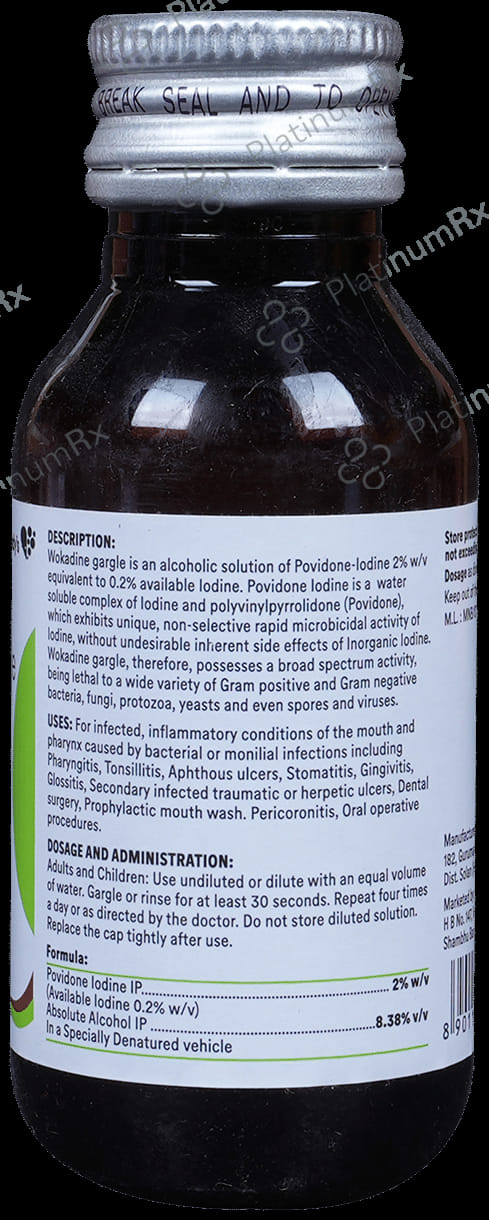 BREAK SEAL AND TO OPEN
PlatinumRx
DESCRIPTION:
Wokadine gargle is an alcoholic solution of Povidone-Iodine 2% w/v
equivalent to 0.2% available Iodine. Povidone Iodine is a water
soluble complex of Iodine and polyvinylpyrrolidone (Povidone),
which exhibits unique, non-selective rapid microbicidal activity of
Iodine, without undesirable inherent side effects of Inorganic Iodine.
Wokadine gargle, therefore, possesses a broad spectrum activity,
being lethal to a wide variety of Gram positive and Gram negative
bacteria, fungi, protozoa, yeasts and even spores and viruses.
USES: For infected, inflammatory conditions of the mouth and
pharynx caused by bacterial or monilial infections including
Pharyngitis, Tonsillitis, Aphthous ulcers, Stomatitis, Gingivitis,
Glossitis, Secondary infected traumatic or herpetic ulcers, Dental
surgery, Prophylactic mouth wash. Pericoronitis, Oral operative
procedures.
DOSAGE AND ADMINISTRATION:
Adults and Children: Use undiluted or dilute with an equal volume
of water. Gargle or rinse for at least 30 seconds. Repeat four times
a day or as directed by the doctor. Do not store diluted solution.
Replace the cap tightly after use.
Formula:
Povidone Iodine IP.......................................................... 2% w/v
(Available Iodine 0.2% w/v)
Absolute Alcohol IP .....................................................8.38% v/v
In a Specially Denatured vehicle
Store
not
Dosage
Keep out of
M.L.:
Manufacture
182,
Dist. Solan
Marketed by
H B No. 147,
Shambhu
8 901